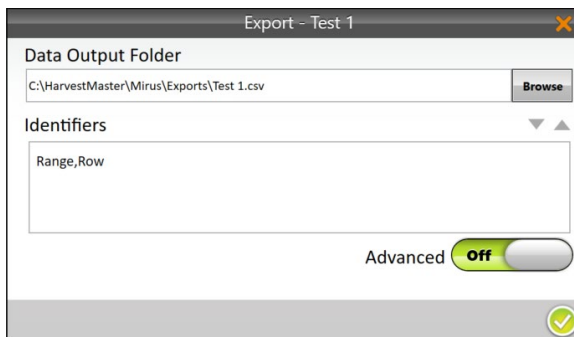 Export - Test 1
Data Output Folder
C:\HarvestMaster\Mirus\Exports\Test 1.csv
Browse
Identifiers
Range,Row
Advanced
Off